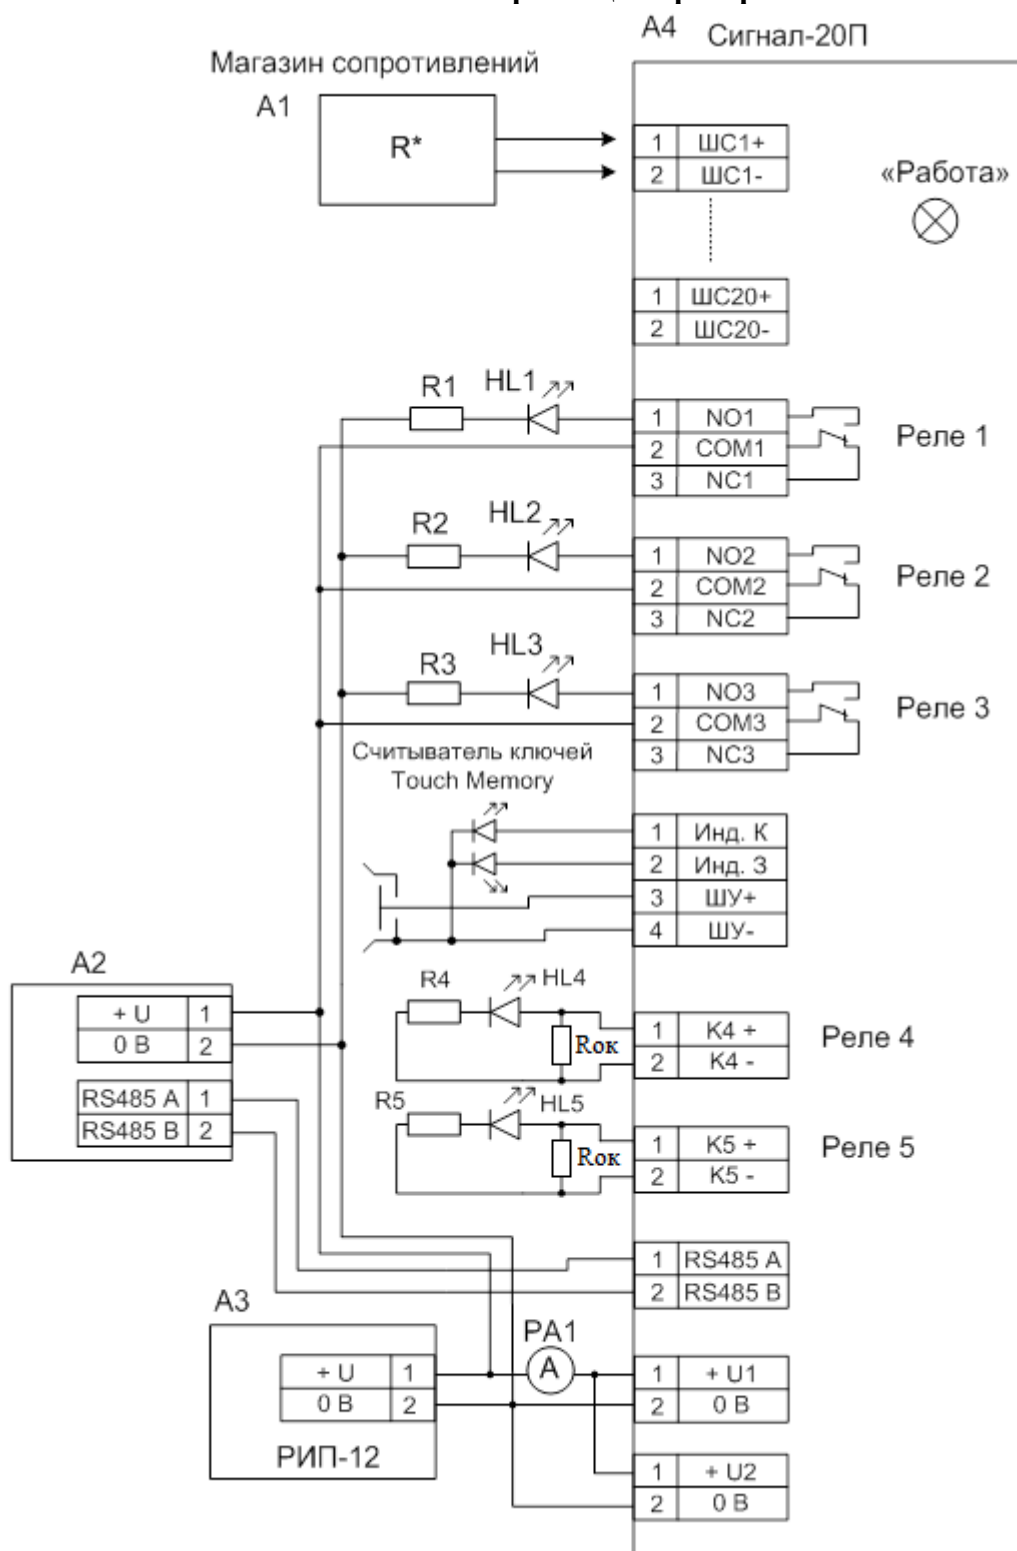 А4 Сигнал-20П
Магазин сопротивлений
А1
R*
1 ШС1+
2 ШС1-
«Работа»
1 ШС20+
2 ШС20-
R1 HL1
1 NO1
2 COM1
3 NC1
Реле 1
R2 HL2
1 NO2
2 COM2
3 NC2
Реле 2
R3 HL3
1 NO3
2 COM3
3 NC3
Реле 3
Считыватель ключей
Touch Memory
1 Инд. К
2 Инд. З
3 ШУ+
4 ШУ-
А2
+ U 1
0 В 2
RS485 A 1
RS485 B 2
R4 HL4
Rок
1 К4 +
2 К4 -
Реле 4
R5 HL5
Rок
1 К5 +
2 К5 -
Реле 5
1 RS485 A
2 RS485 B
А3
+ U 1
0 В 2
РИП-12
РА1
А
1 + U1
2 0 В
1 + U2
2 0 В